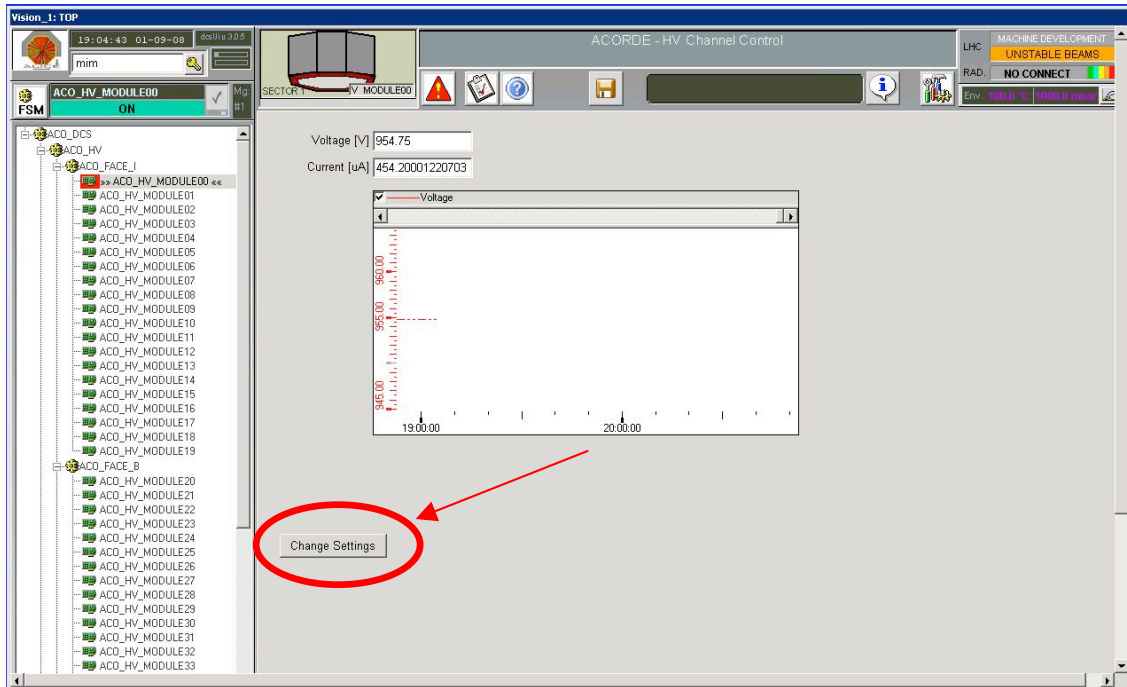 Vision_1: TOP
19:04:43 01-09-08
dcsUiu 3.0.5
mim
ACO_HV_MODULE00
Mg:
FSM
ON
#1
SECTOR 1
V MODULE00
ACORDE - HV Channel Control
LHC
MACHINE DEVELOPMENT
UNSTABLE BEAMS
RAD.
NO CONNECT
Env.
100.0 °C
1000.0 mbar
ACO_DCS
ACO_HV
ACO_FACE_I
»» ACO_HV_MODULE00 ««
ACO_HV_MODULE01
ACO_HV_MODULE02
ACO_HV_MODULE03
ACO_HV_MODULE04
ACO_HV_MODULE05
ACO_HV_MODULE06
ACO_HV_MODULE07
ACO_HV_MODULE08
ACO_HV_MODULE09
ACO_HV_MODULE10
ACO_HV_MODULE11
ACO_HV_MODULE12
ACO_HV_MODULE13
ACO_HV_MODULE14
ACO_HV_MODULE15
ACO_HV_MODULE16
ACO_HV_MODULE17
ACO_HV_MODULE18
ACO_HV_MODULE19
ACO_FACE_B
ACO_HV_MODULE20
ACO_HV_MODULE21
ACO_HV_MODULE22
ACO_HV_MODULE23
ACO_HV_MODULE24
ACO_HV_MODULE25
ACO_HV_MODULE26
ACO_HV_MODULE27
ACO_HV_MODULE28
ACO_HV_MODULE29
ACO_HV_MODULE30
ACO_HV_MODULE31
ACO_HV_MODULE32
ACO_HV_MODULE33
Voltage [V] 954.75
Current [uA] 454.20001220703
Voltage
960.00
955.00
945.00
19:00:00
20:00:00
Change Settings